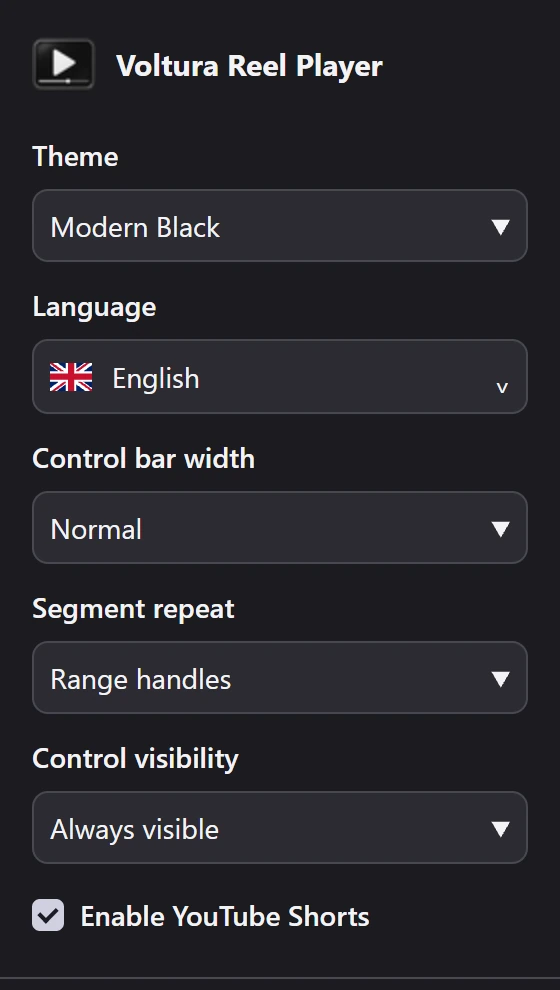 Voltura Reel Player
Theme
Modern Black
Language
English
Control bar width
Normal
Segment repeat
Range handles
Control visibility
Always visible
Enable YouTube Shorts